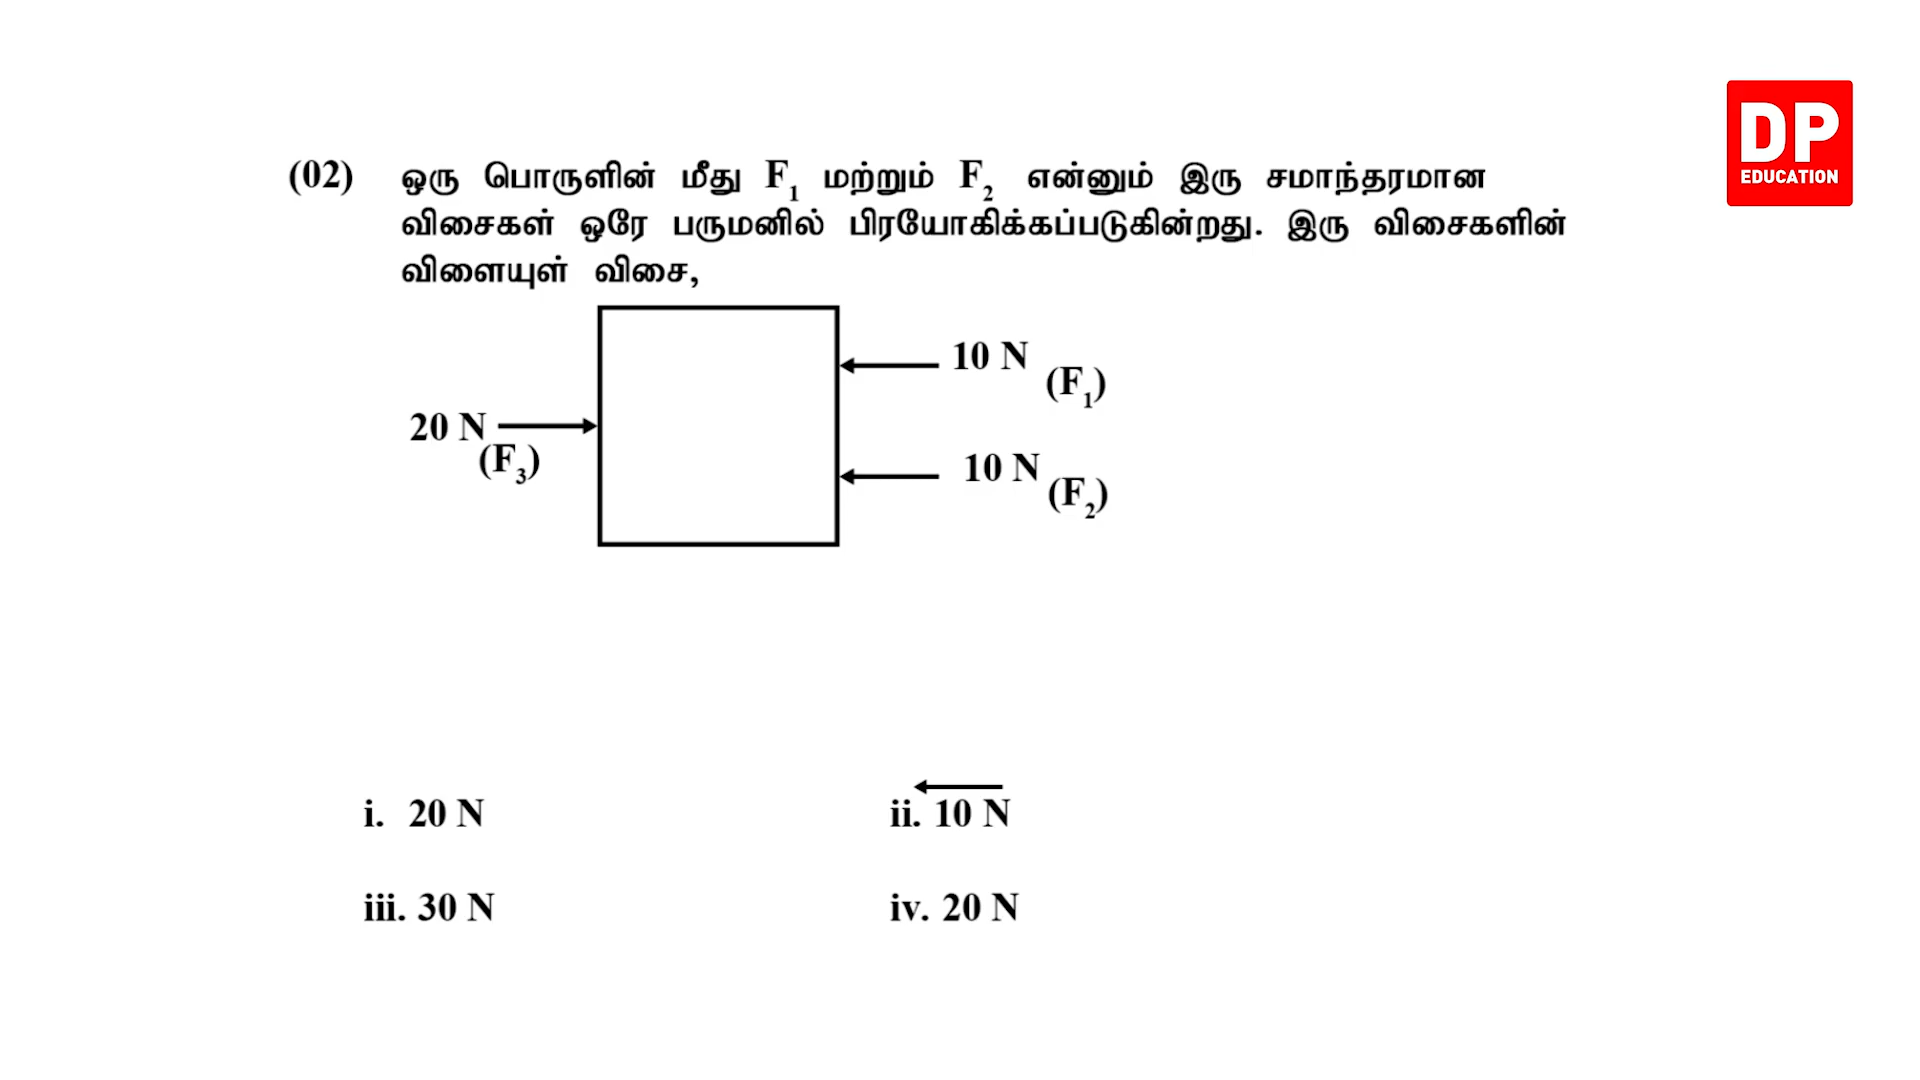 DP
EDUCATION
(02) ஒரு பொருளின் மீது F₁ மற்றும் F₂ என்னும் இரு சமாந்தரமான
விசைகள் ஒரே பருமனில் பிரயோகிக்கப்படுகின்றது. இரு விசைகளின்
விளையுள் விசை,
10 N
(F₁)
20 N
(F₃)
10 N
(F₂)
i. 20 N
ii. 10 N
iii. 30 N
iv. 20 N